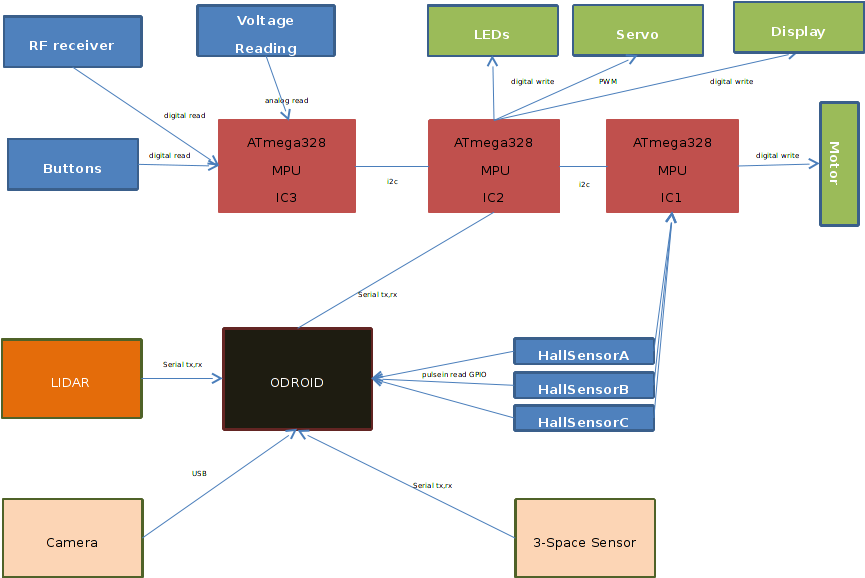 RF receiver
Voltage
Reading
LEDs
Servo
Display
digital write
PWM
digital write
analog read
digital read
Buttons
digital read
ATmega328
MPU
IC3
i2c
ATmega328
MPU
IC2
i2c
ATmega328
MPU
IC1
digital write
Motor
Serial tx,rx
LIDAR
Serial tx,rx
ODROID
pulsein read GPIO
HallSensorA
HallSensorB
HallSensorC
USB
Serial tx,rx
Camera
3-Space Sensor